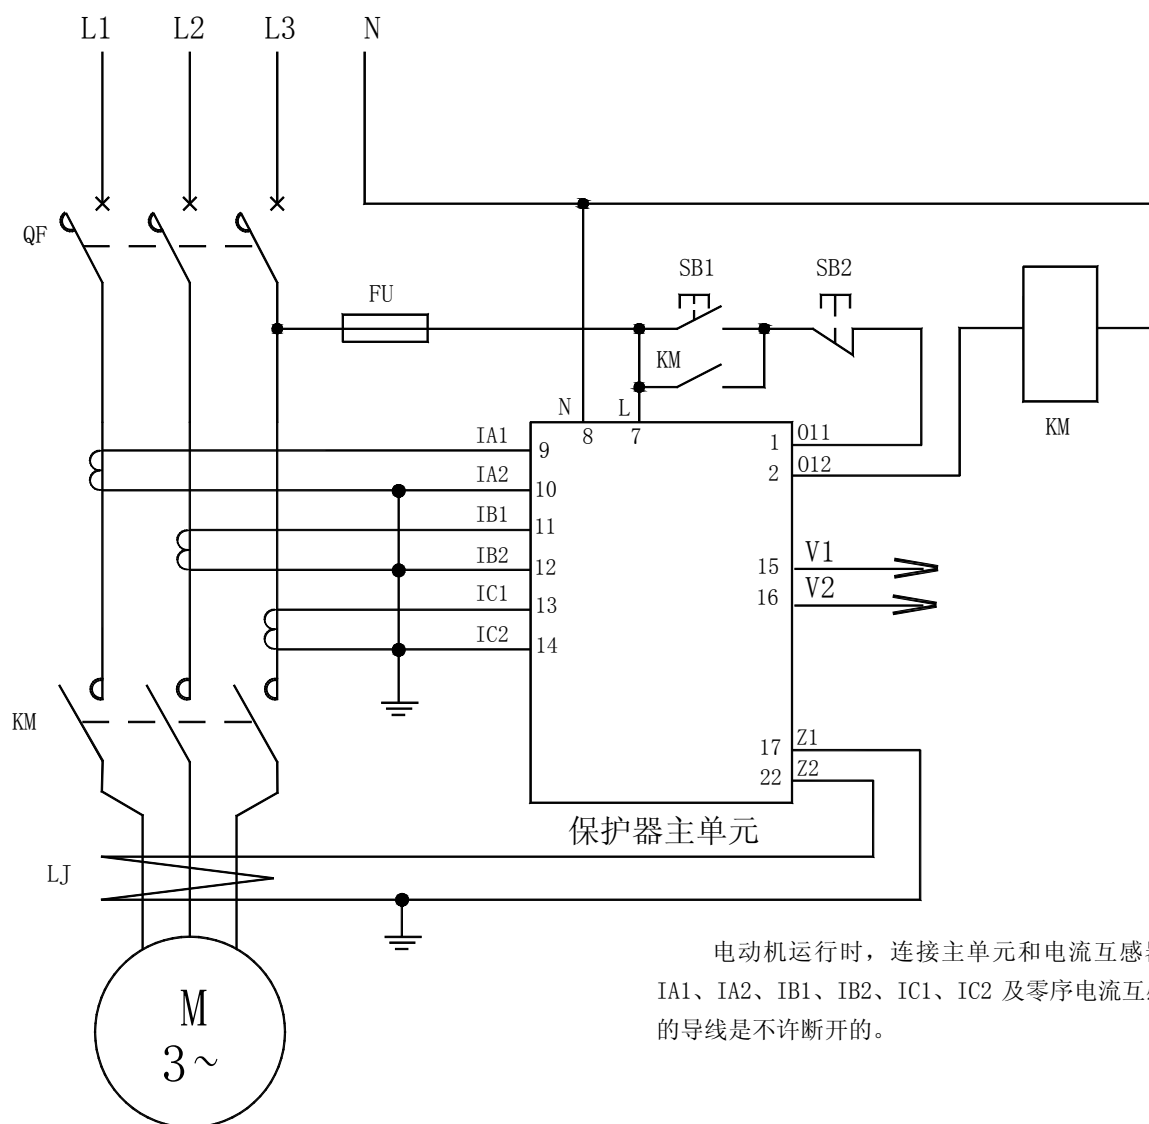 L1 L2 L3 N
QF
SB1 SB2
FU
KM
KM
N L
8 7
IA1 9
IA2 10
IB1 11
IB2 12
IC1 13
IC2 14
1 O11
2 O12
15 V1
16 V2
KM
17 Z1
22 Z2
保护器主单元
LJ
电动机运行时，连接主单元和电流互感
IA1、IA2、IB1、IB2、IC1、IC2 及零序电流互
的导线是不许断开的。
M
3~